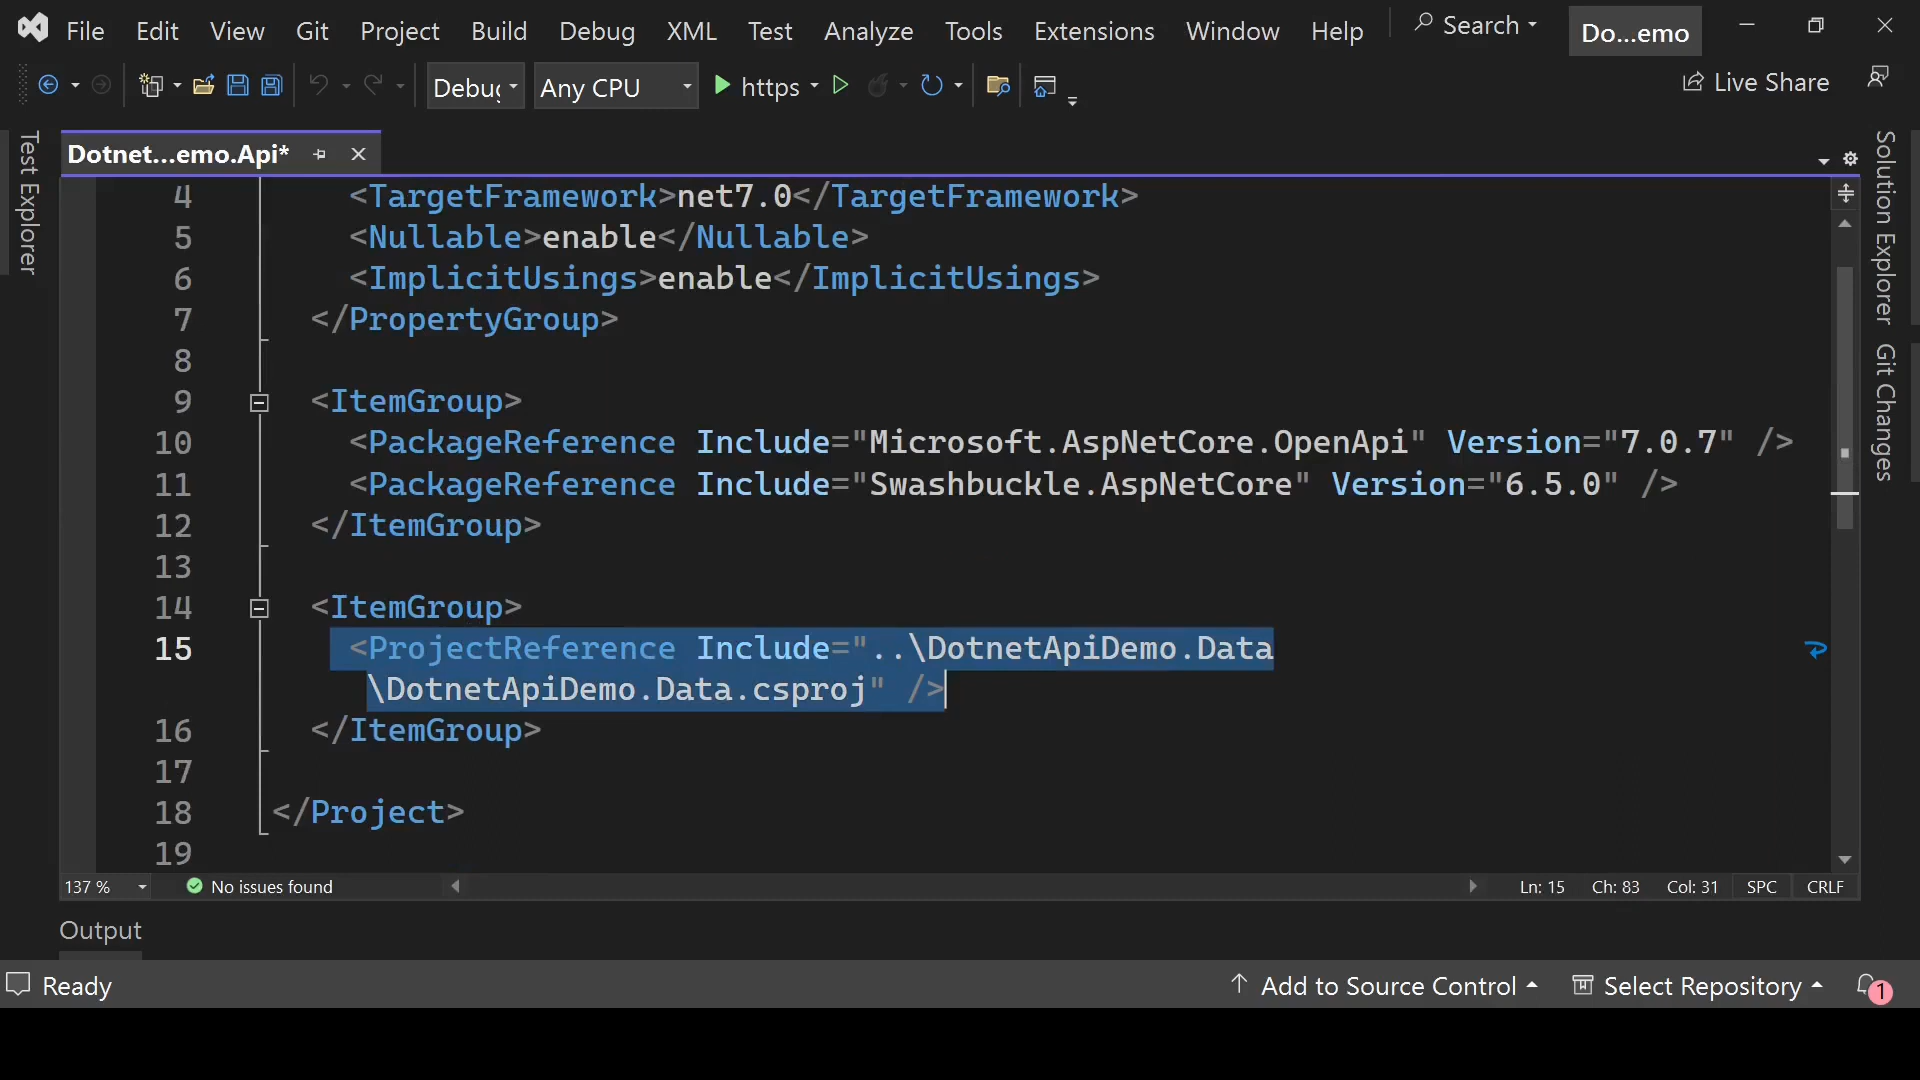 File Edit View Git Project Build Debug XML Test Analyze Tools Extensions Window Help Search Do...emo
Debug Any CPU https Live Share
Test Explorer
Dotnet...emo.Api*
4 <TargetFramework>net7.0</TargetFramework>
5 <Nullable>enable</Nullable>
6 <ImplicitUsings>enable</ImplicitUsings>
7 </PropertyGroup>
8
9 <ItemGroup>
10 <PackageReference Include="Microsoft.AspNetCore.OpenApi" Version="7.0.7" />
11 <PackageReference Include="Swashbuckle.AspNetCore" Version="6.5.0" />
12 </ItemGroup>
13
14 <ItemGroup>
15 <ProjectReference Include="..\DotnetApiDemo.Data
\DotnetApiDemo.Data.csproj" />
16 </ItemGroup>
17
18 </Project>
19
Solution Explorer
Git Changes
137 % No issues found Ln: 15 Ch: 83 Col: 31 SPC CRLF
Output
Ready Add to Source Control Select Repository 1